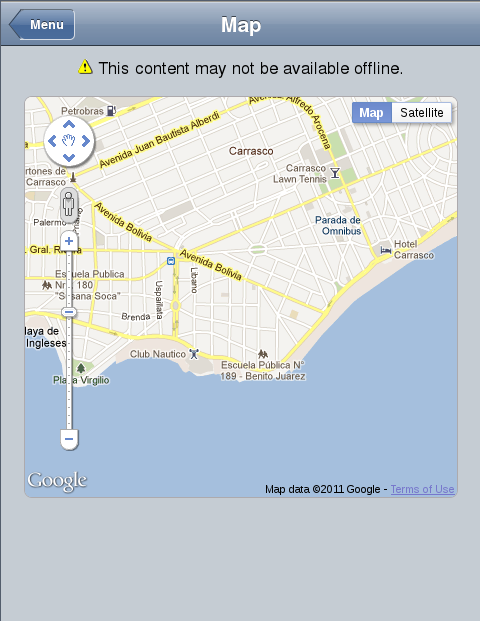 Menu
Map
This content may not be available offline.
Petrobras
Map
Satellite
Avenida Alfredo Arocena
Avenida Juan Bautista Alberdi
Carrasco
Carrasco
Lawn Tennis
rtones de
Carrasco
Avenida Bolivia
Palermo
Parada de
Omnibus
Hotel
Carrasco
Gral. R
Avenida Bolivia
Escuela Publica
180
"Susana Soca"
Uspallata
Libano
Brenda
laya de
Ingleses
Club Nautico
Escuela Pública N°
189 - Benito Juárez
Playa Virgilio
Google
Map data ©2011 Google - Terms of Use